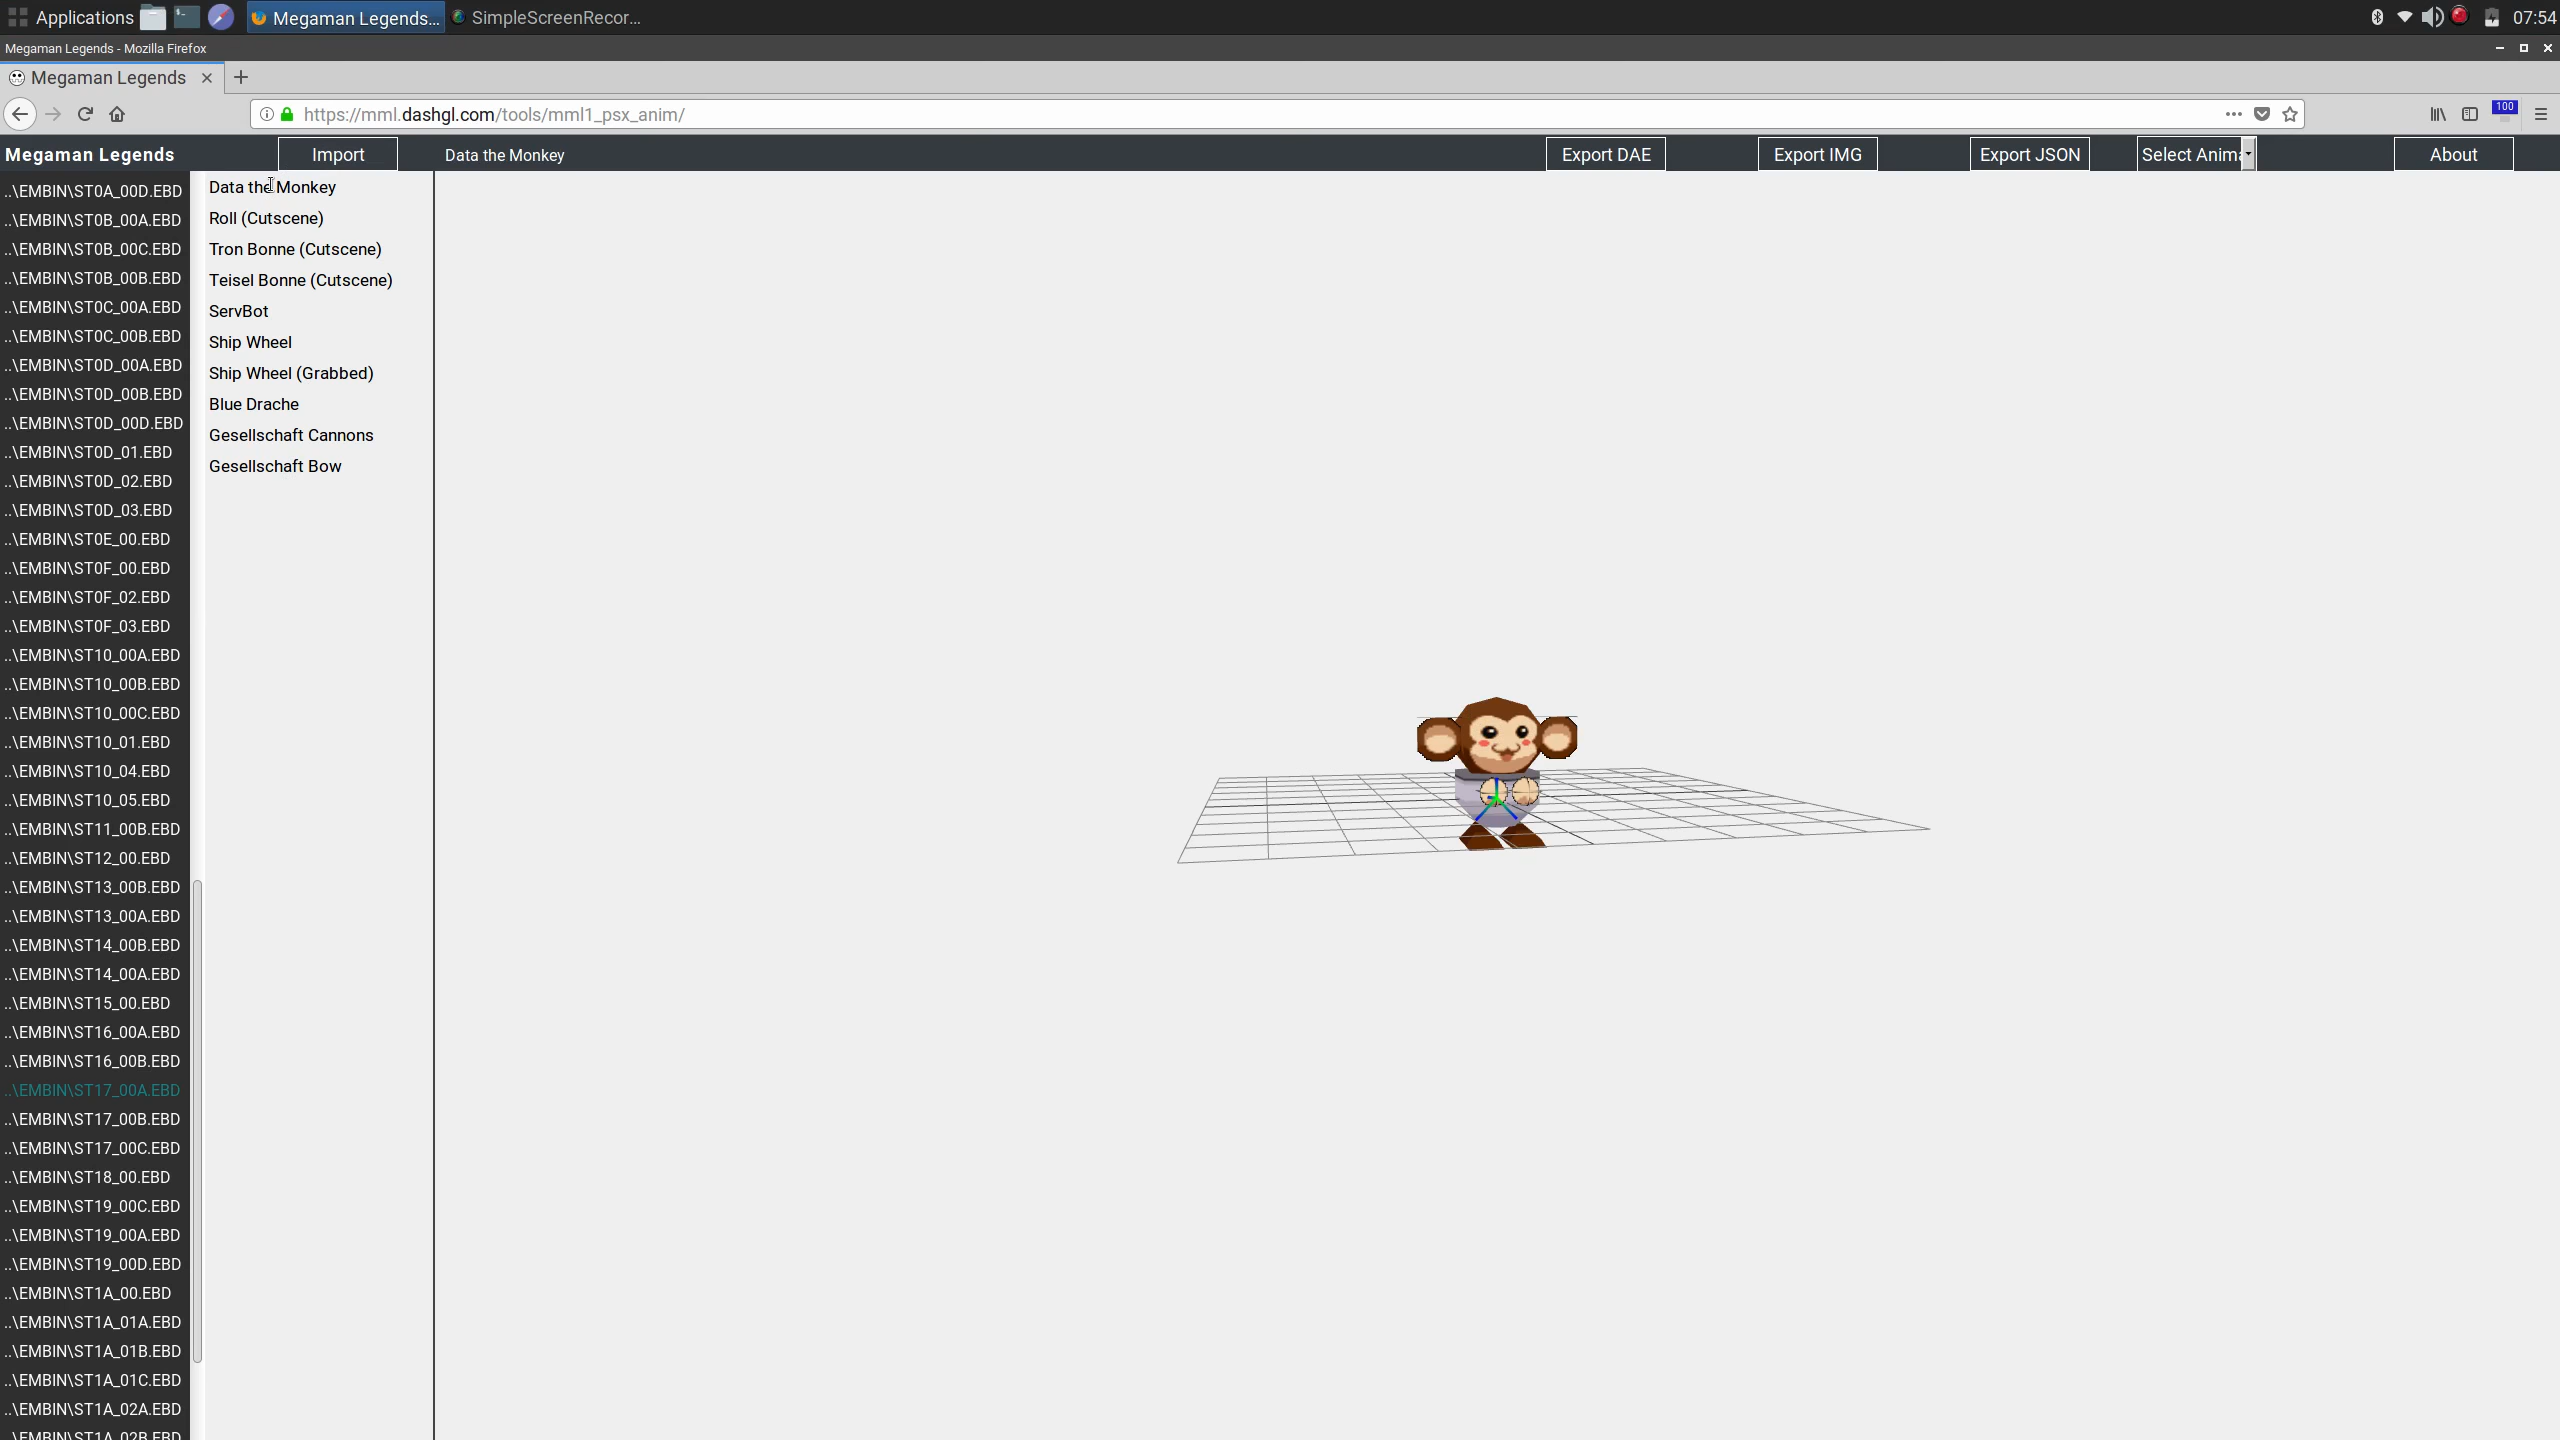 Applications
Megaman Legends...
SimpleScreenRecor...
07:54
Megaman Legends - Mozilla Firefox
Megaman Legends
https://mml.dashgl.com/tools/mml1_psx_anim/
100
Megaman Legends
Import
Data the Monkey
Export DAE
Export IMG
Export JSON
Select Anima
About
..\EMBIN\ST0A_00D.EBD
..\EMBIN\ST0B_00A.EBD
..\EMBIN\ST0B_00C.EBD
..\EMBIN\ST0B_00B.EBD
..\EMBIN\ST0C_00A.EBD
..\EMBIN\ST0C_00B.EBD
..\EMBIN\ST0D_00A.EBD
..\EMBIN\ST0D_00B.EBD
..\EMBIN\ST0D_00D.EBD
..\EMBIN\ST0D_01.EBD
..\EMBIN\ST0D_02.EBD
..\EMBIN\ST0D_03.EBD
..\EMBIN\ST0E_00.EBD
..\EMBIN\ST0F_00.EBD
..\EMBIN\ST0F_02.EBD
..\EMBIN\ST0F_03.EBD
..\EMBIN\ST10_00A.EBD
..\EMBIN\ST10_00B.EBD
..\EMBIN\ST10_00C.EBD
..\EMBIN\ST10_01.EBD
..\EMBIN\ST10_04.EBD
..\EMBIN\ST10_05.EBD
..\EMBIN\ST11_00B.EBD
..\EMBIN\ST12_00.EBD
..\EMBIN\ST13_00B.EBD
..\EMBIN\ST13_00A.EBD
..\EMBIN\ST14_00B.EBD
..\EMBIN\ST14_00A.EBD
..\EMBIN\ST15_00.EBD
..\EMBIN\ST16_00A.EBD
..\EMBIN\ST16_00B.EBD
..\EMBIN\ST17_00A.EBD
..\EMBIN\ST17_00B.EBD
..\EMBIN\ST17_00C.EBD
..\EMBIN\ST18_00.EBD
..\EMBIN\ST19_00C.EBD
..\EMBIN\ST19_00A.EBD
..\EMBIN\ST19_00D.EBD
..\EMBIN\ST1A_00.EBD
..\EMBIN\ST1A_01A.EBD
..\EMBIN\ST1A_01B.EBD
..\EMBIN\ST1A_01C.EBD
..\EMBIN\ST1A_02A.EBD
..\EMBIN\ST1A_02B.EBD
Data the Monkey
Roll (Cutscene)
Tron Bonne (Cutscene)
Teisel Bonne (Cutscene)
ServBot
Ship Wheel
Ship Wheel (Grabbed)
Blue Drache
Gesellschaft Cannons
Gesellschaft Bow